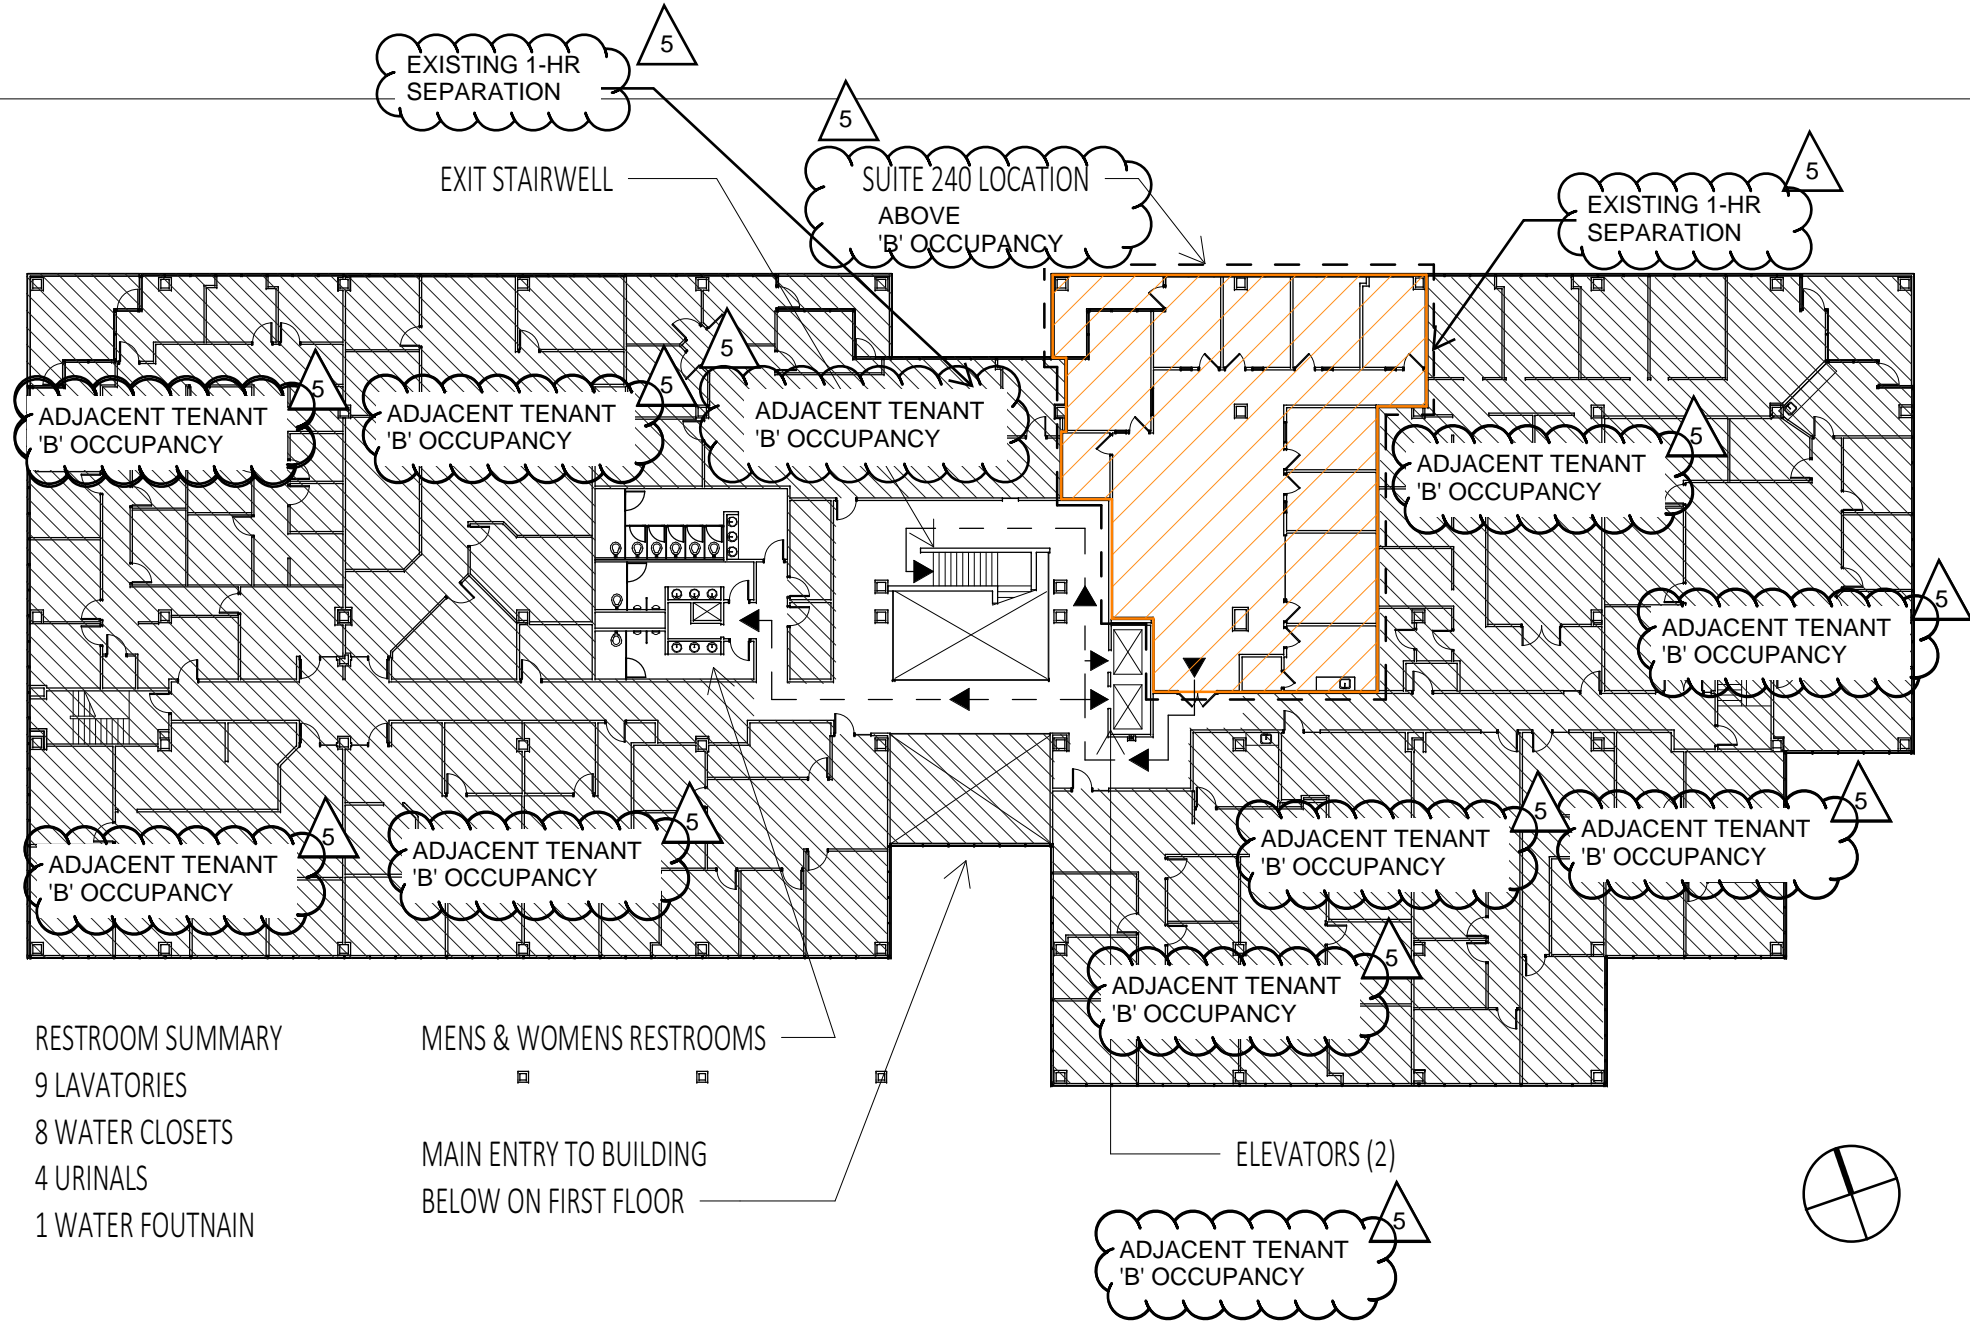 5
EXISTING 1-HR
SEPARATION
5
EXIT STAIRWELL
SUITE 240 LOCATION
ABOVE
'B' OCCUPANCY
5
EXISTING 1-HR
SEPARATION
5
ADJACENT TENANT
'B' OCCUPANCY
5
ADJACENT TENANT
'B' OCCUPANCY
5
ADJACENT TENANT
'B' OCCUPANCY
5
ADJACENT TENANT
'B' OCCUPANCY
5
ADJACENT TENANT
'B' OCCUPANCY
5
ADJACENT TENANT
'B' OCCUPANCY
5
ADJACENT TENANT
'B' OCCUPANCY
5
ADJACENT TENANT
'B' OCCUPANCY
5
ADJACENT TENANT
'B' OCCUPANCY
5
ADJACENT TENANT
'B' OCCUPANCY
RESTROOM SUMMARY
9 LAVATORIES
8 WATER CLOSETS
4 URINALS
1 WATER FOUTNAIN
MENS & WOMENS RESTROOMS
MAIN ENTRY TO BUILDING
BELOW ON FIRST FLOOR
ELEVATORS (2)
5
ADJACENT TENANT
'B' OCCUPANCY